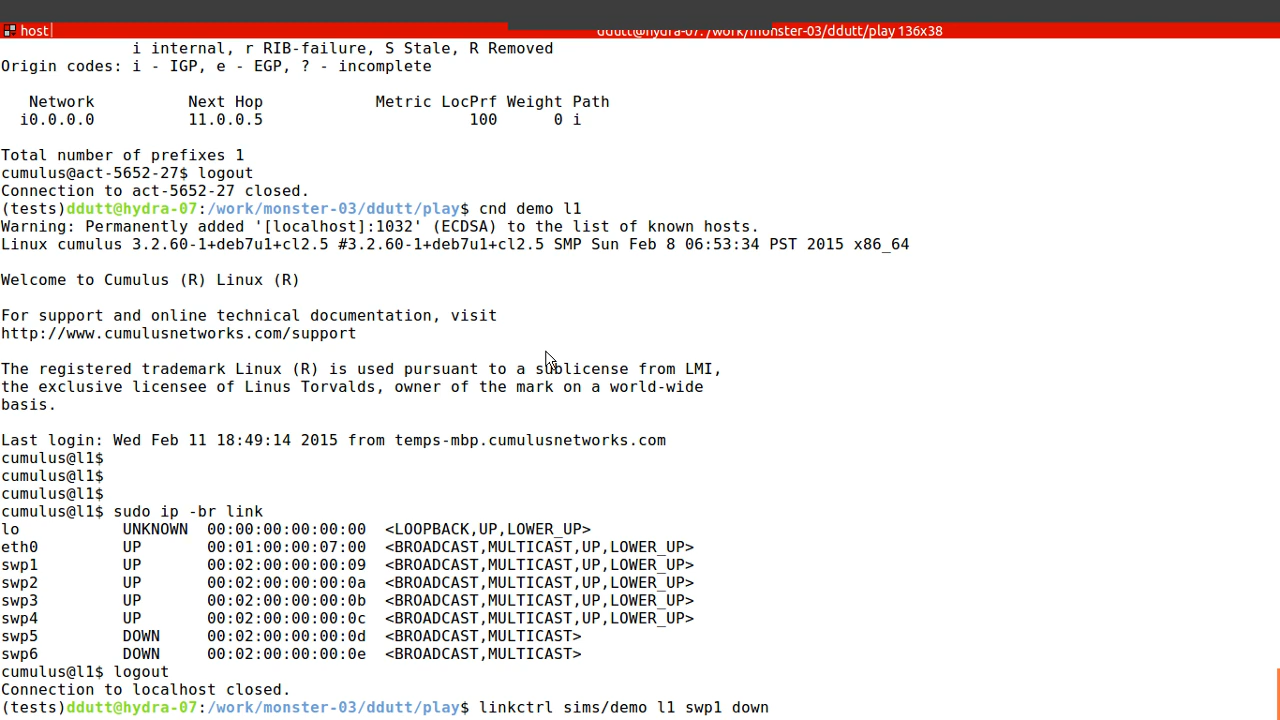 host
ddutt@hydra-07: /work/monster-03/ddutt/play 136x38
i internal, r RIB-failure, S Stale, R Removed
Origin codes: i - IGP, e - EGP, ? - incomplete
Network Next Hop Metric LocPrf Weight Path
i0.0.0.0 11.0.0.5 100 0 i
Total number of prefixes 1
cumulus@act-5652-27$ logout
Connection to act-5652-27 closed.
(tests)ddutt@hydra-07:/work/monster-03/ddutt/play$ cnd demo l1
Warning: Permanently added '[localhost]:1032' (ECDSA) to the list of known hosts.
Linux cumulus 3.2.60-1+deb7u1+cl2.5 #3.2.60-1+deb7u1+cl2.5 SMP Sun Feb 8 06:53:34 PST 2015 x86_64
Welcome to Cumulus (R) Linux (R)
For support and online technical documentation, visit
http://www.cumulusnetworks.com/support
The registered trademark Linux (R) is used pursuant to a sublicense from LMI,
the exclusive licensee of Linus Torvalds, owner of the mark on a world-wide
basis.
Last login: Wed Feb 11 18:49:14 2015 from temps-mbp.cumulusnetworks.com
cumulus@l1$
cumulus@l1$
cumulus@l1$
cumulus@l1$ sudo ip -br link
lo UNKNOWN 00:00:00:00:00:00 <LOOPBACK,UP,LOWER_UP>
eth0 UP 00:01:00:00:07:00 <BROADCAST,MULTICAST,UP,LOWER_UP>
swp1 UP 00:02:00:00:00:09 <BROADCAST,MULTICAST,UP,LOWER_UP>
swp2 UP 00:02:00:00:00:0a <BROADCAST,MULTICAST,UP,LOWER_UP>
swp3 UP 00:02:00:00:00:0b <BROADCAST,MULTICAST,UP,LOWER_UP>
swp4 UP 00:02:00:00:00:0c <BROADCAST,MULTICAST,UP,LOWER_UP>
swp5 DOWN 00:02:00:00:00:0d <BROADCAST,MULTICAST>
swp6 DOWN 00:02:00:00:00:0e <BROADCAST,MULTICAST>
cumulus@l1$ logout
Connection to localhost closed.
(tests)ddutt@hydra-07:/work/monster-03/ddutt/play$ linkctrl sims/demo l1 swp1 down